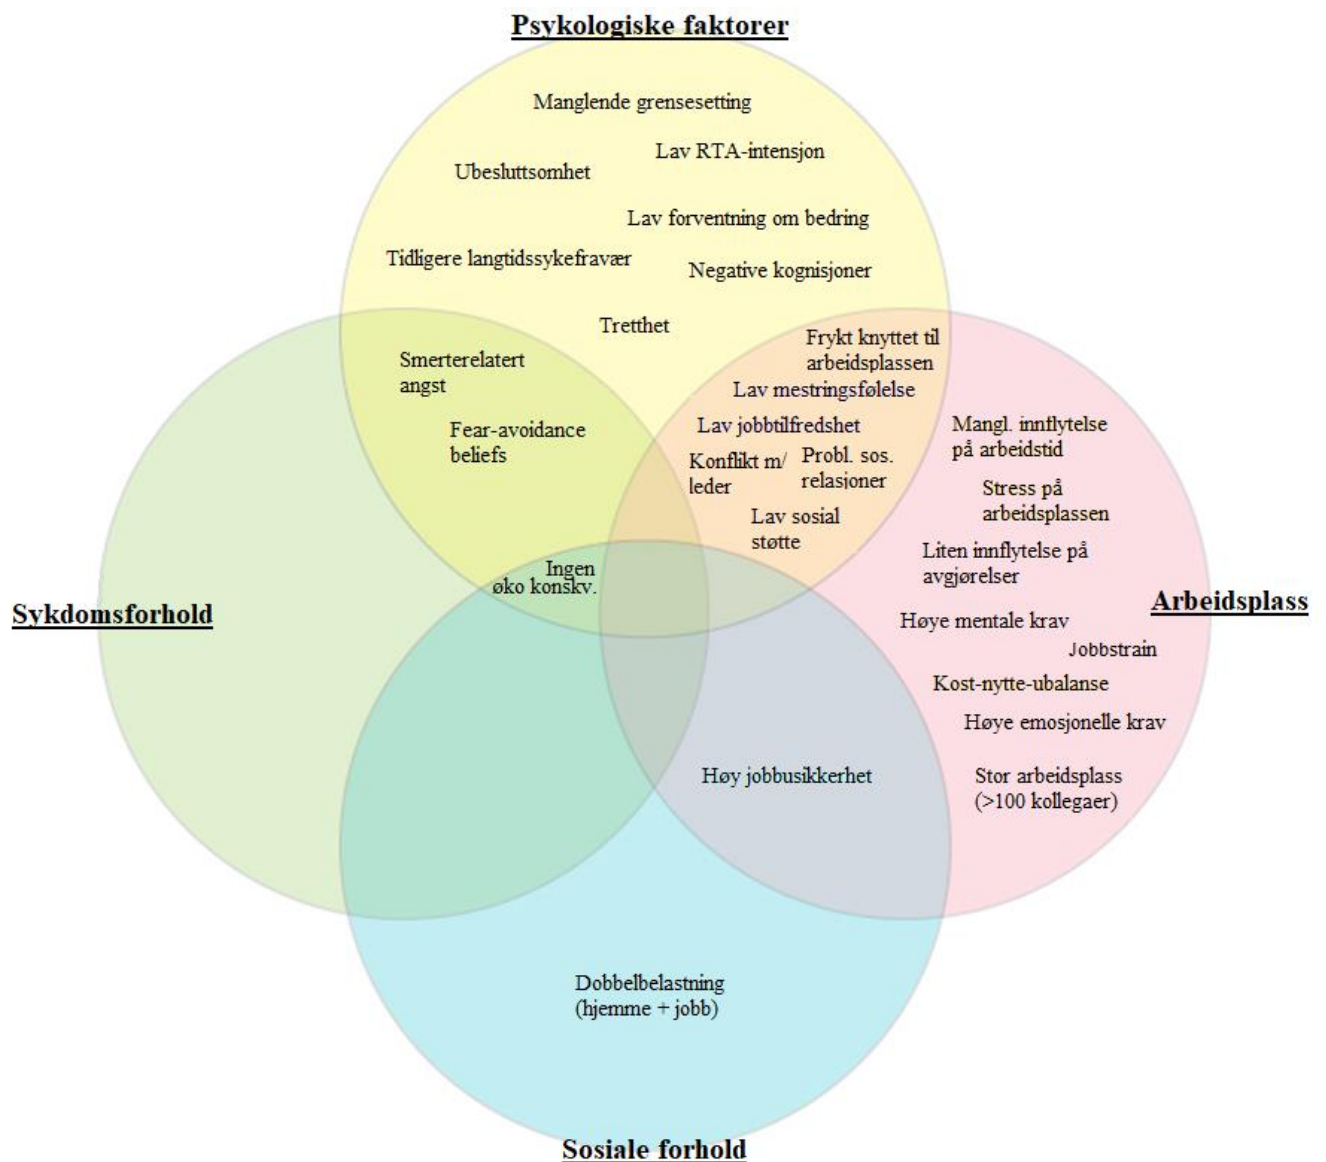 Psykologiske faktorer
Manglende grensesetting
Lav RTA-intensjon
Ubesluttsomhet
Lav forventning om bedring
Tidligere langtidssykefravær
Negative kognisjoner
Tretthet
Frykt knyttet til
arbeidsplassen
Smerterelatert
angst
Lav mestringsfølelse
Fear-avoidance
beliefs
Lav jobbtilfredshet
Konflikt m/
leder
Probl. sos.
relasjoner
Lav sosial
støtte
Mangl. innflytelse
på arbeidstid
Stress på
arbeidsplassen
Liten innflytelse på
avgjørelser
Ingen
øko konskv.
Sykdomsforhold
Arbeidsplass
Høye mentale krav
Jobbstrain
Kost-nytte-ubalanse
Høye emosjonelle krav
Høy jobbusikkerhet
Stor arbeidsplass
(>100 kollegaer)
Dobbelbelastning
(hjemme + jobb)
Sosiale forhold